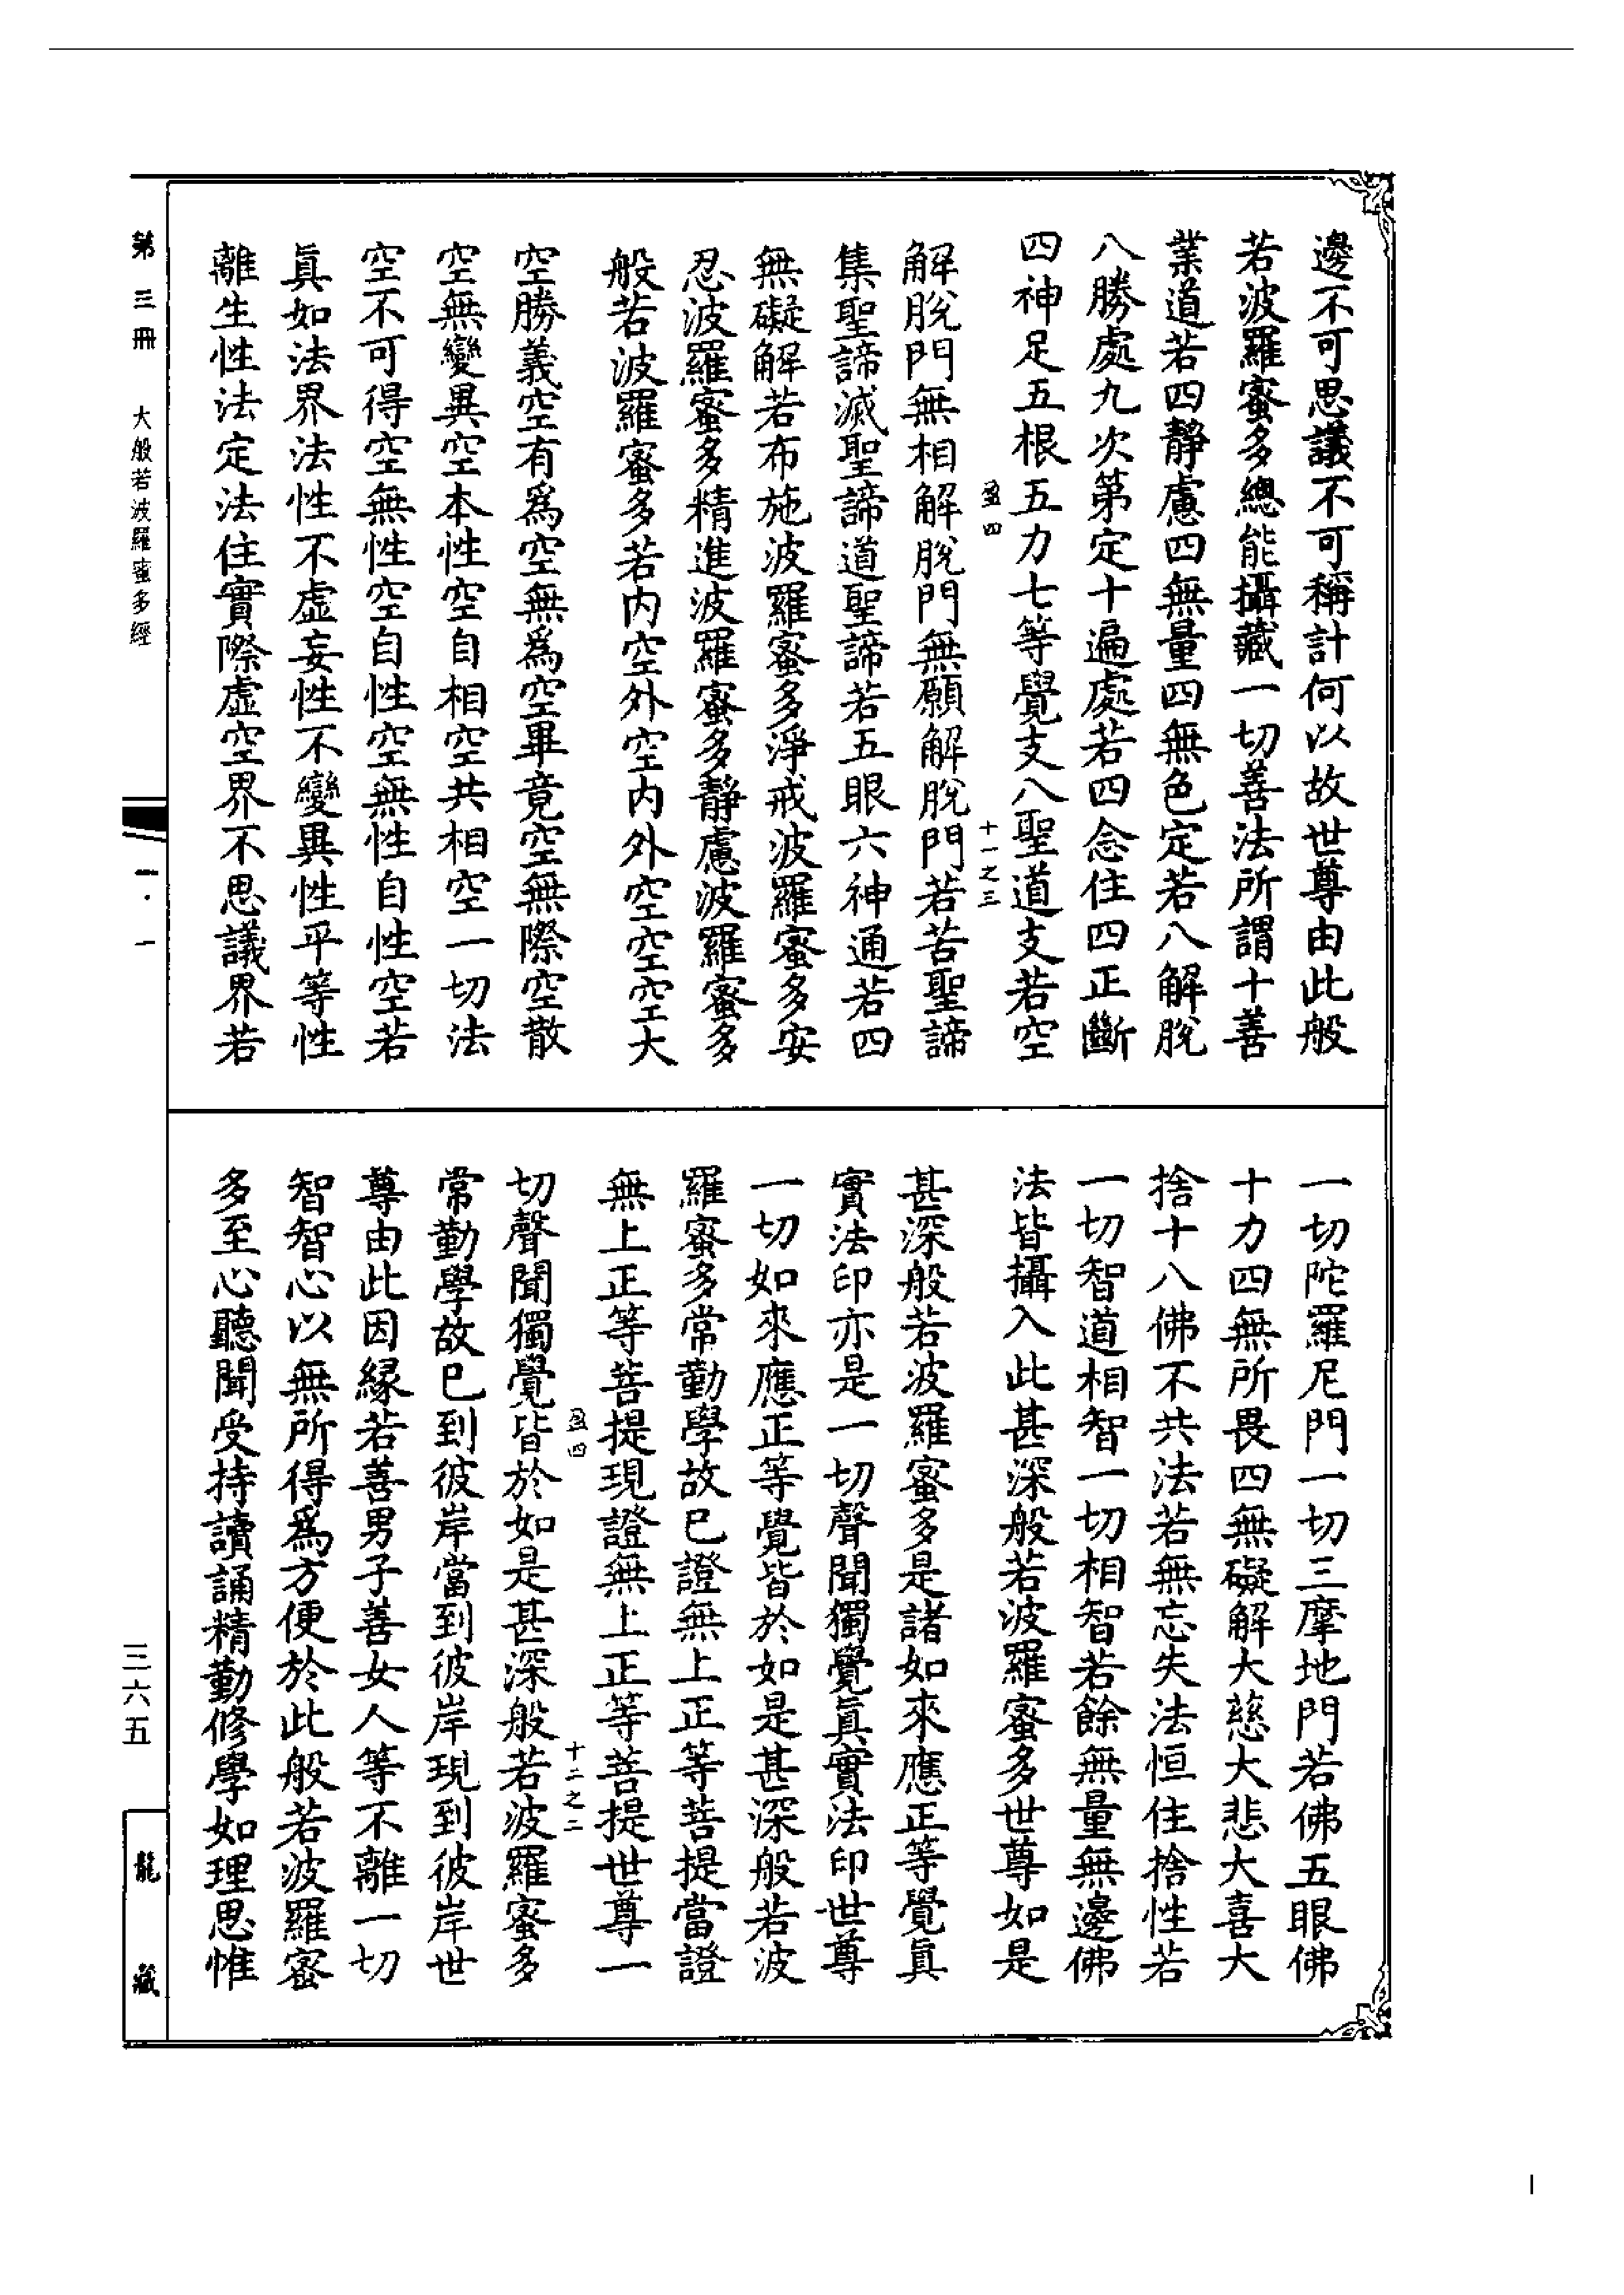 邊不可思議不可稱計何以故世尊由此般
若波羅蜜多總能攝藏一切善法所謂十善
業道若四靜慮四無量四無色定若八解脫
八勝處九次第定十遍處若四念住四正斷
四神足五根五力七等覺支八聖道支若空
盈四 十一之三
解脫門無相解脫門無願解脫門若苦聖諦
集聖諦滅聖諦道聖諦若五眼六神通若四
無礙解若布施波羅蜜多淨戒波羅蜜多安
忍波羅蜜多精進波羅蜜多靜慮波羅蜜多
般若波羅蜜多若內空外空內外空空空大
空勝義空有為空無為空畢竟空無際空散
空無變異空本性空自相空共相空一切法
空不可得空無性空自性空無性自性空若
真如法界法性不虛妄性不變異性平等性
離生性法定法住實際虛空界不思議界若
一切陀羅尼門一切三摩地門若佛五眼佛
十力四無所畏四無礙解大慈大悲大喜大
捨十八佛不共法若無忘失法恒住捨性若
一切智道相智一切相智若餘無量無邊佛
法皆攝入此甚深般若波羅蜜多世尊如是
甚深般若波羅蜜多是諸如來應正等覺真
實法印亦是一切聲聞獨覺真實法印世尊
一切如來應正等覺皆於如是甚深般若波
羅蜜多常勤學故已證無上正等菩提當證
無上正等菩提現證無上正等菩提世尊一
盈四 十二之二
切聲聞獨覺皆於如是甚深般若波羅蜜多
常勤學故已到彼岸當到彼岸現到彼岸世
尊由此因緣若善男子善女人等不離一切
智智心以無所得為方便於此般若波羅蜜
多至心聽聞受持讀誦精勤修學如理思惟
第三冊 大般若波羅蜜多經 一·一 三六五 龍藏